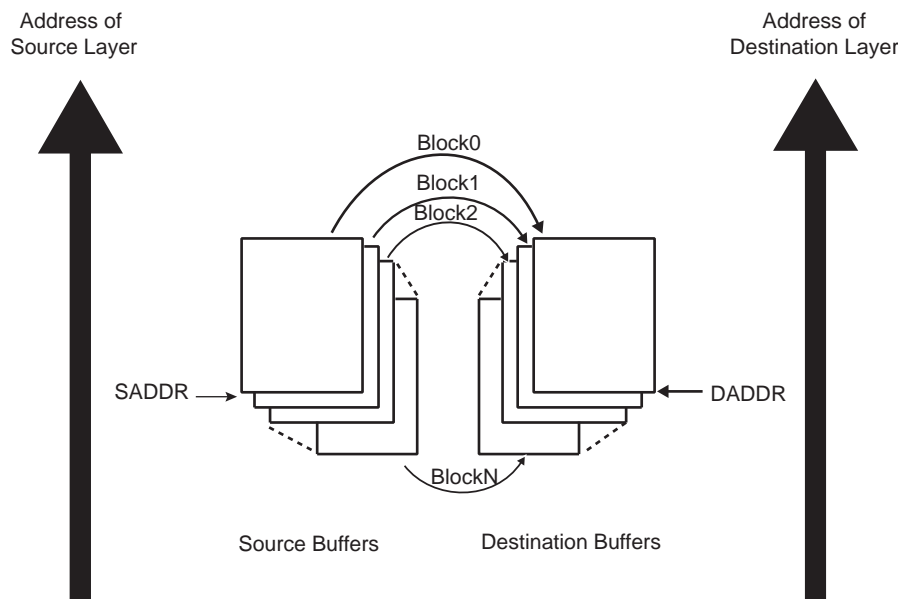 Address of
Source Layer
Address of
Destination Layer
Block0
Block1
Block2
SADDR
DADDR
BlockN
Source Buffers
Destination Buffers